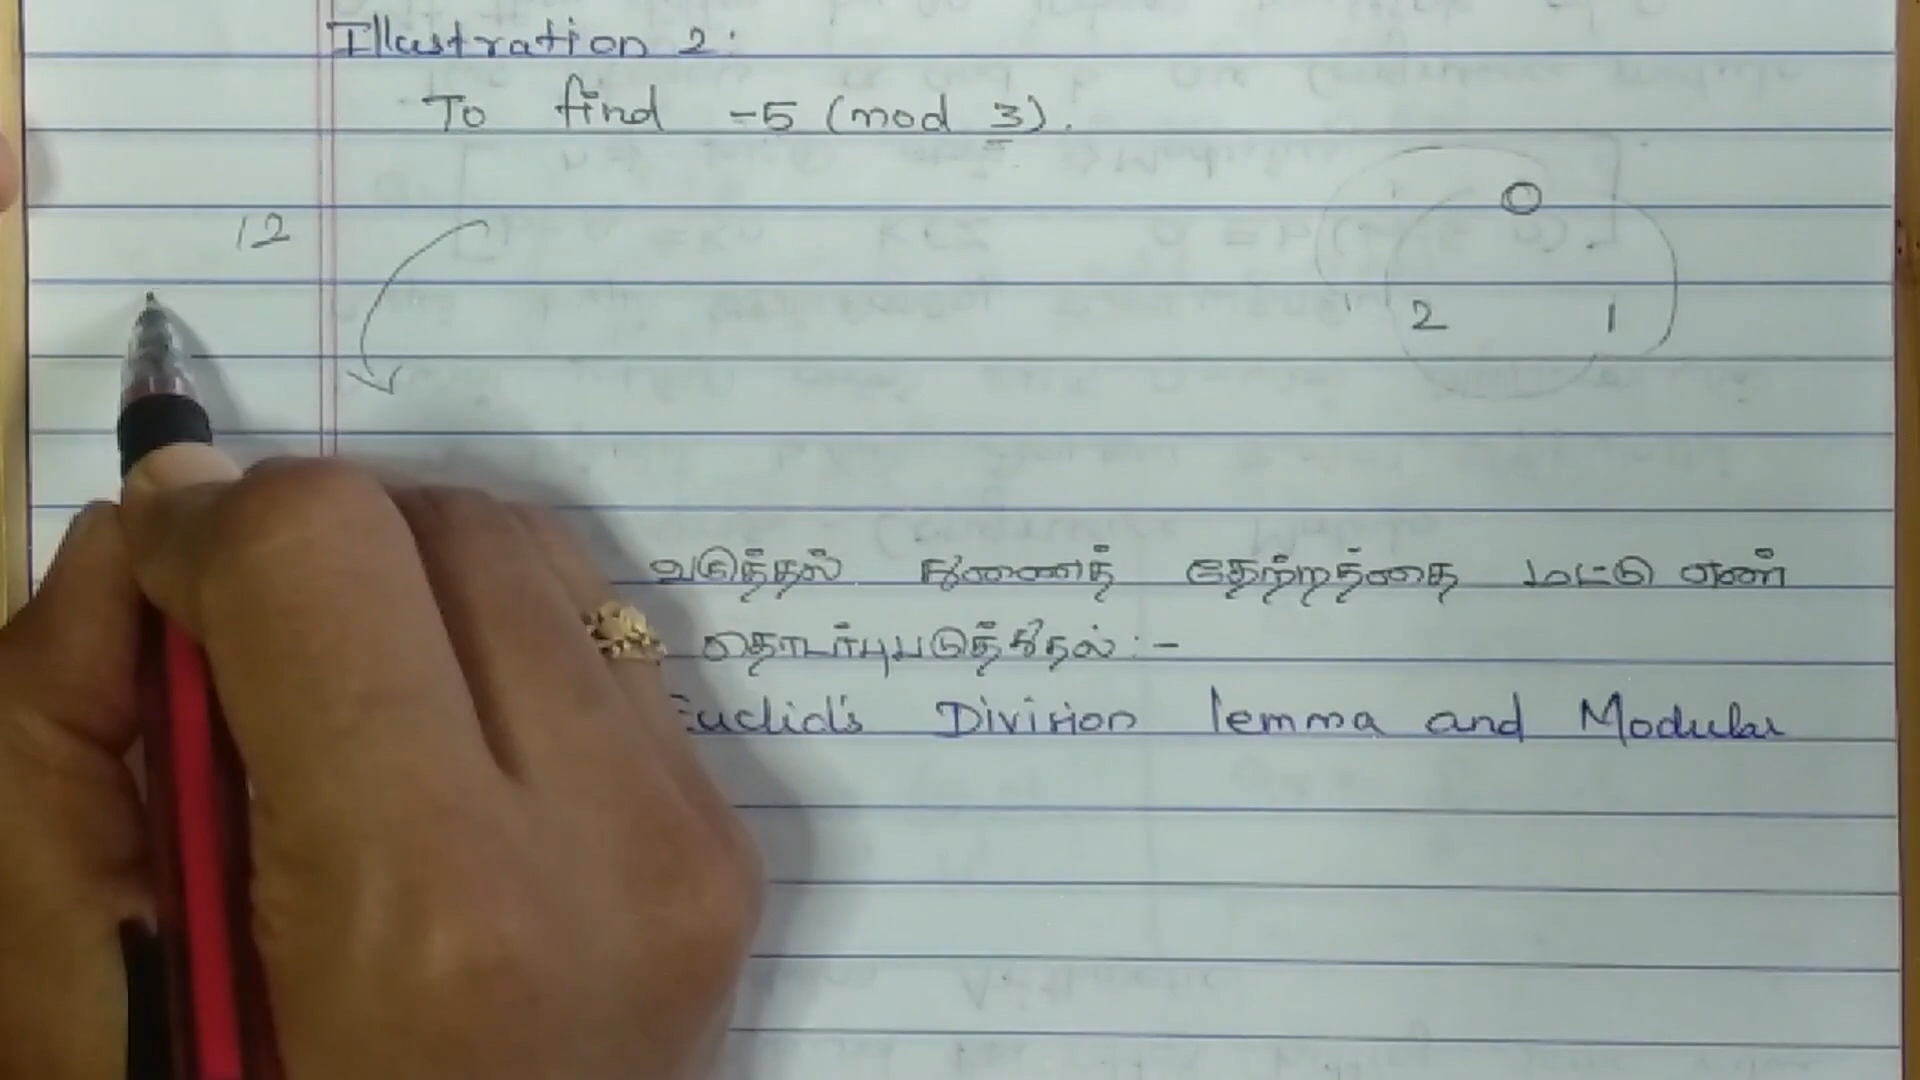 Illustration 2:
To find -5 (mod 3).
12
0
2 1
வகுத்தல் துணைத் தேற்றத்தை மட்டு எண்
தொடர்புபடுத்துதல் :-
Euclid's Division lemma and Modular